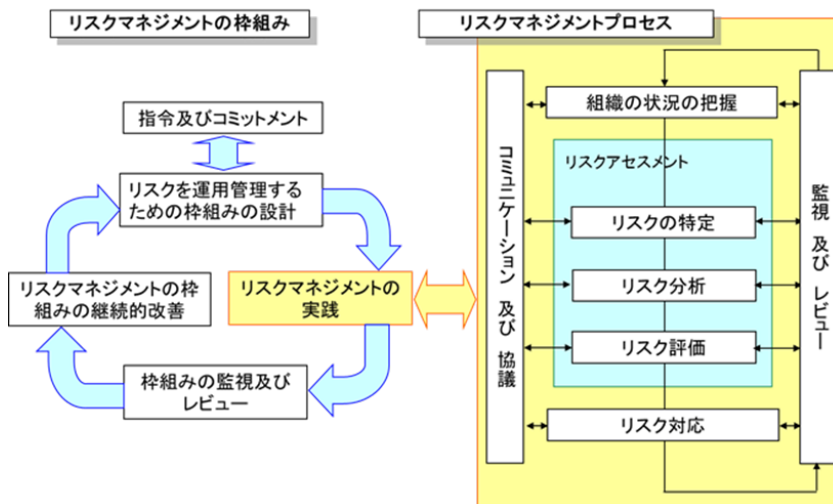 リスクマネジメントの枠組み
リスクマネジメントプロセス
指令及びコミットメント
リスクを運用管理する
ための枠組みの設計
リスクマネジメントの枠
組みの継続的改善
リスクマネジメントの
実践
枠組みの監視及び
レビュー
コミュニケーション 及び 協議
組織の状況の把握
リスクアセスメント
リスクの特定
リスク分析
リスク評価
リスク対応
監視 及び レビュー